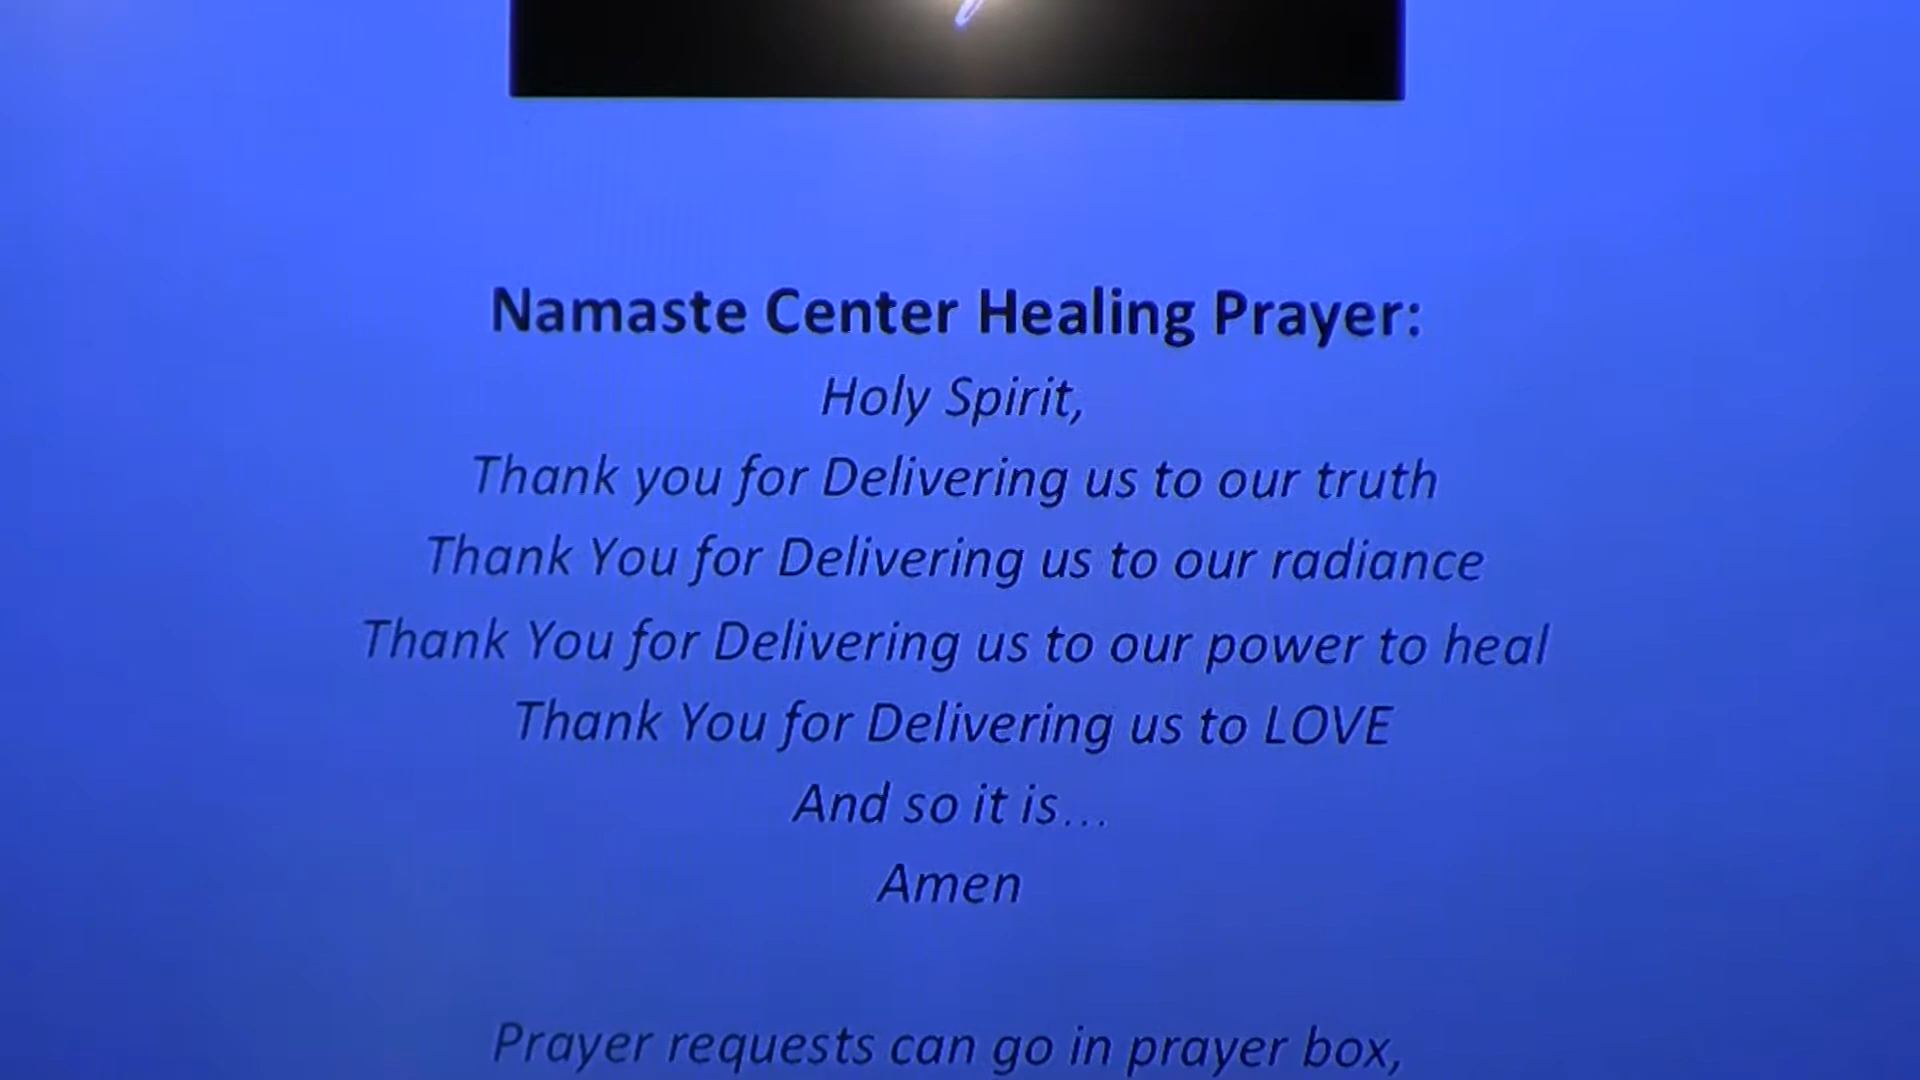 Namaste Center Healing Prayer:
Holy Spirit,
Thank you for Delivering us to our truth
Thank You for Delivering us to our radiance
Thank You for Delivering us to our power to heal
Thank You for Delivering us to LOVE
And so it is...
Amen
Prayer requests can go in prayer box,